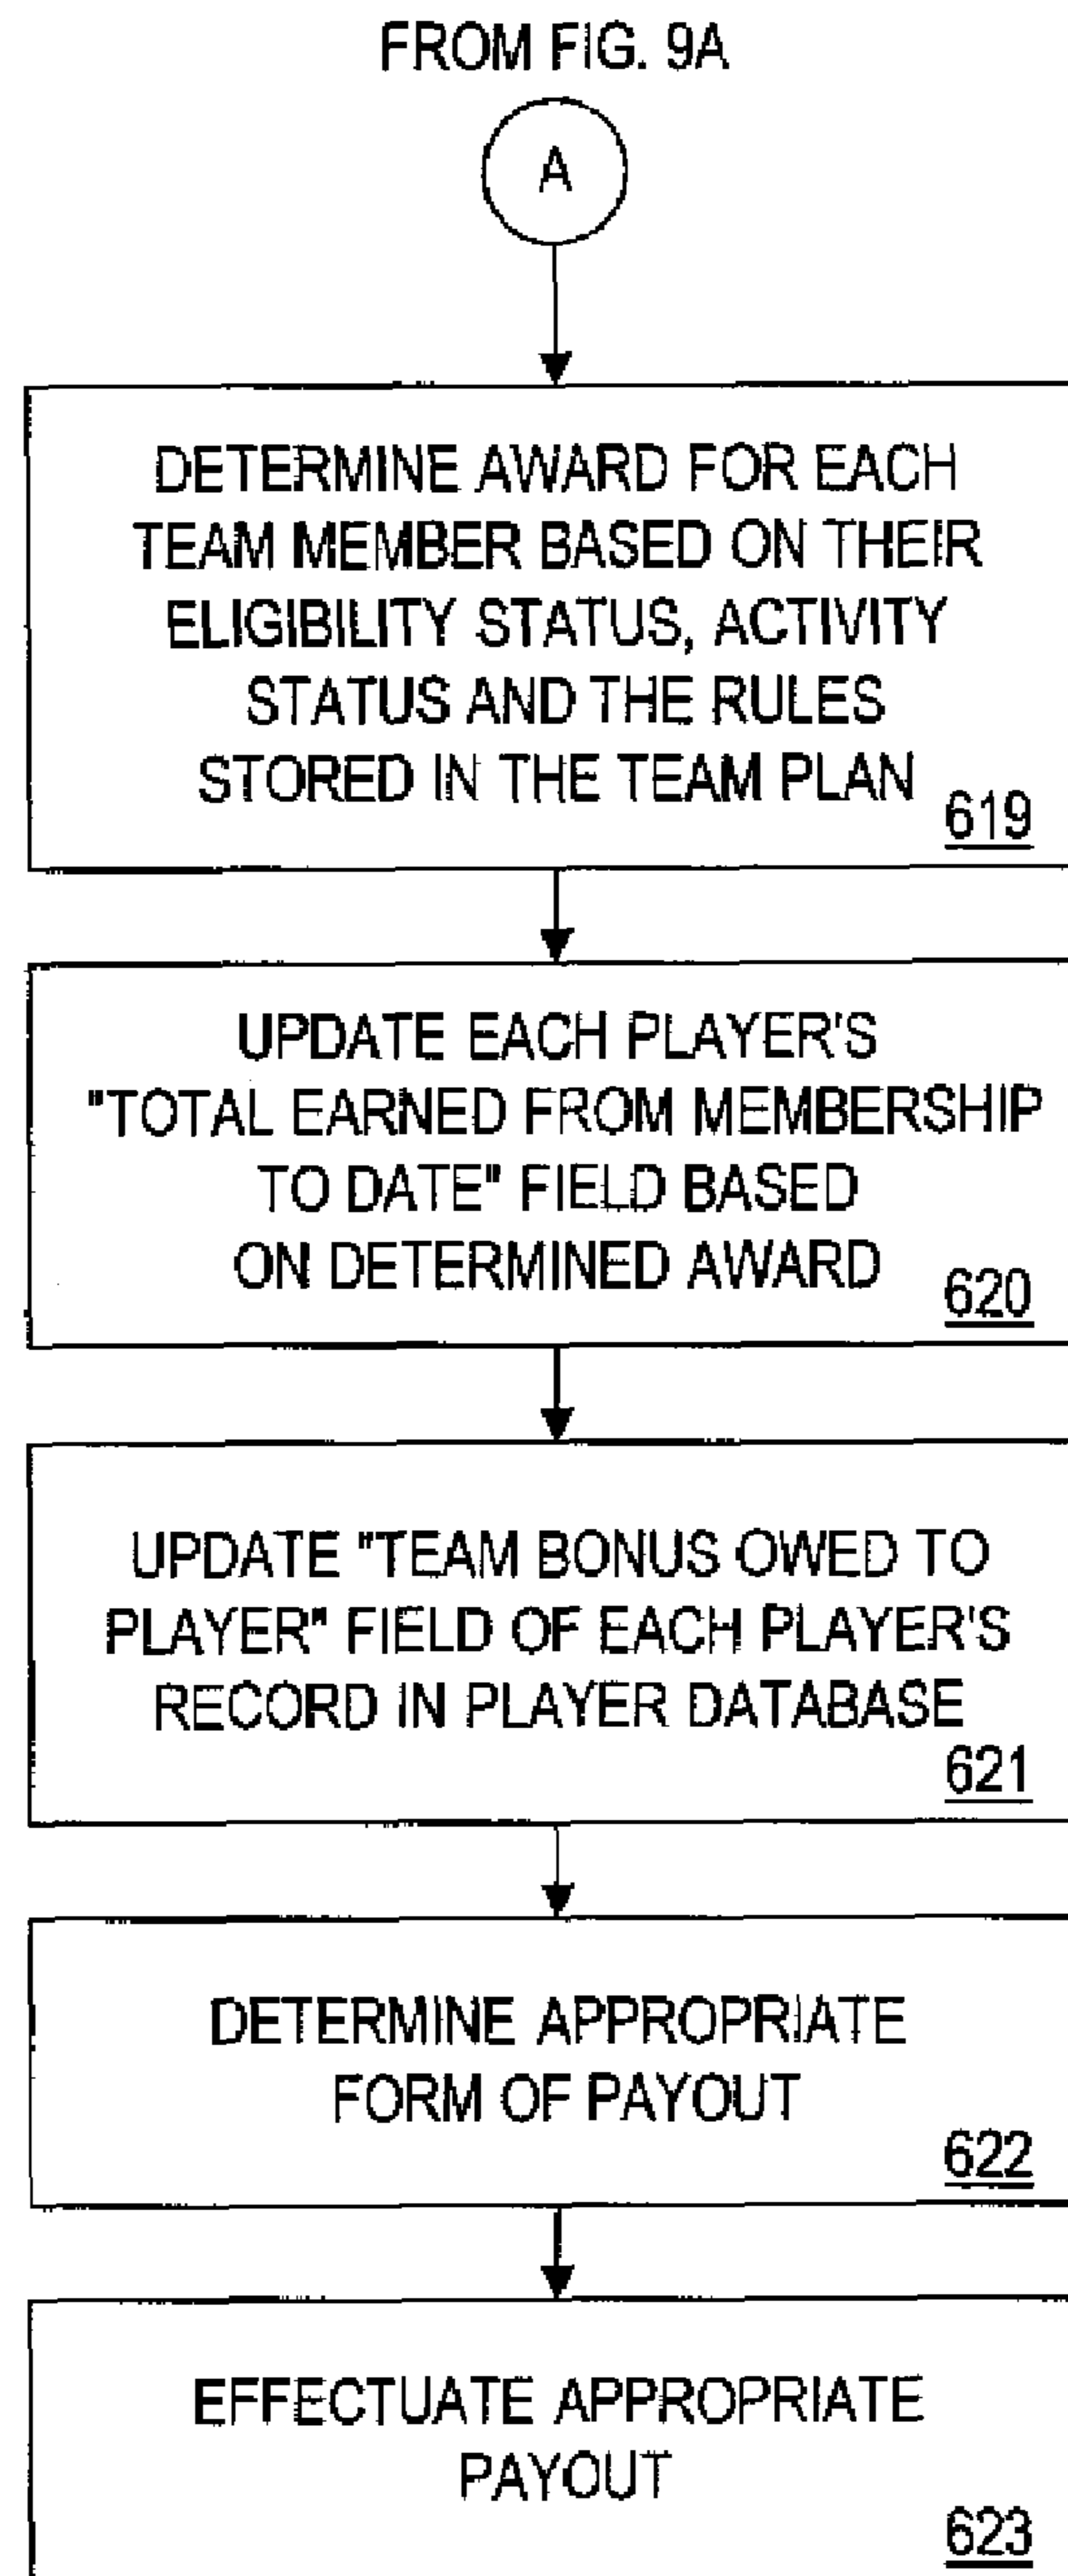 FROM FIG. 9A
A
DETERMINE AWARD FOR EACH
TEAM MEMBER BASED ON THEIR
ELIGIBILITY STATUS, ACTIVITY
STATUS AND THE RULES
STORED IN THE TEAM PLAN
619
UPDATE EACH PLAYER'S
"TOTAL EARNED FROM MEMBERSHIP
TO DATE" FIELD BASED
ON DETERMINED AWARD
620
UPDATE "TEAM BONUS OWED TO
PLAYER" FIELD OF EACH PLAYER'S
RECORD IN PLAYER DATABASE
621
DETERMINE APPROPRIATE
FORM OF PAYOUT
622
EFFECTUATE APPROPRIATE
PAYOUT
623